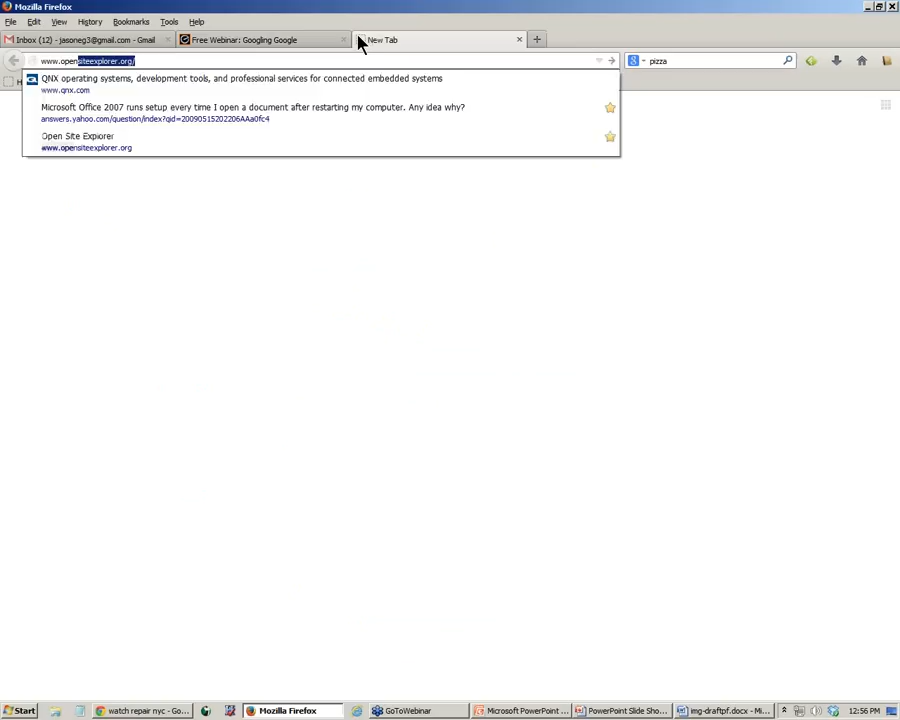 Mozilla Firefox
File Edit View History Bookmarks Tools Help
Inbox (12) - jasoneg3@gmail.com - Gmail × Free Webinar: Googling Google × New Tab × +
www.opensiteexplorer.org/ pizza
QNX operating systems, development tools, and professional services for connected embedded systems
www.qnx.com
Microsoft Office 2007 runs setup every time I open a document after restarting my computer. Any idea why?
answers.yahoo.com/question/index?qid=20090515202206AAa0fc4
Open Site Explorer
www.opensiteexplorer.org
Start watch repair nyc - Go... Mozilla Firefox GoToWebinar Microsoft PowerPoint ... PowerPoint Slide Sho... img-draftpf.docx - Mi... 12:56 PM